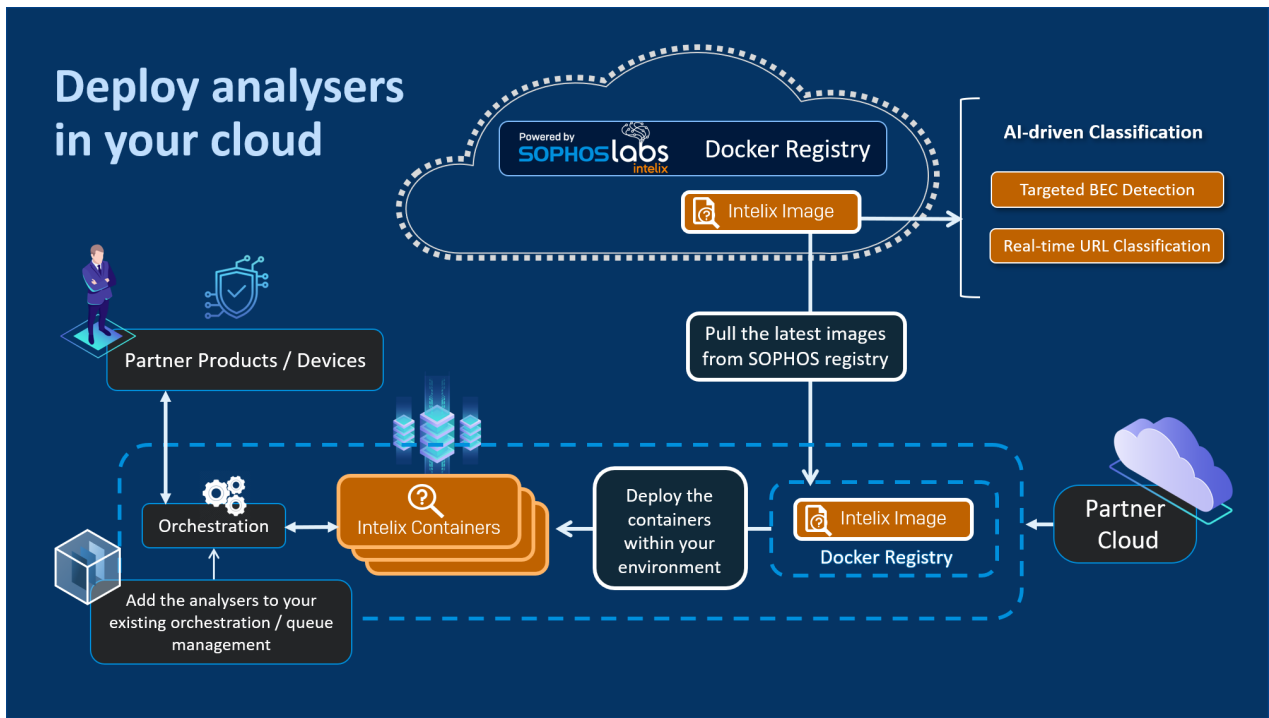 Deploy analysers
in your cloud
Powered by
SOPHOSlabs
intelix
Docker Registry
Intelix Image
AI-driven Classification
Targeted BEC Detection
Real-time URL Classification
Pull the latest images
from SOPHOS registry
Partner Products / Devices
Orchestration
Intelix Containers
Deploy the
containers
within your
environment
Intelix Image
Docker Registry
Partner
Cloud
Add the analysers to your
existing orchestration / queue
management